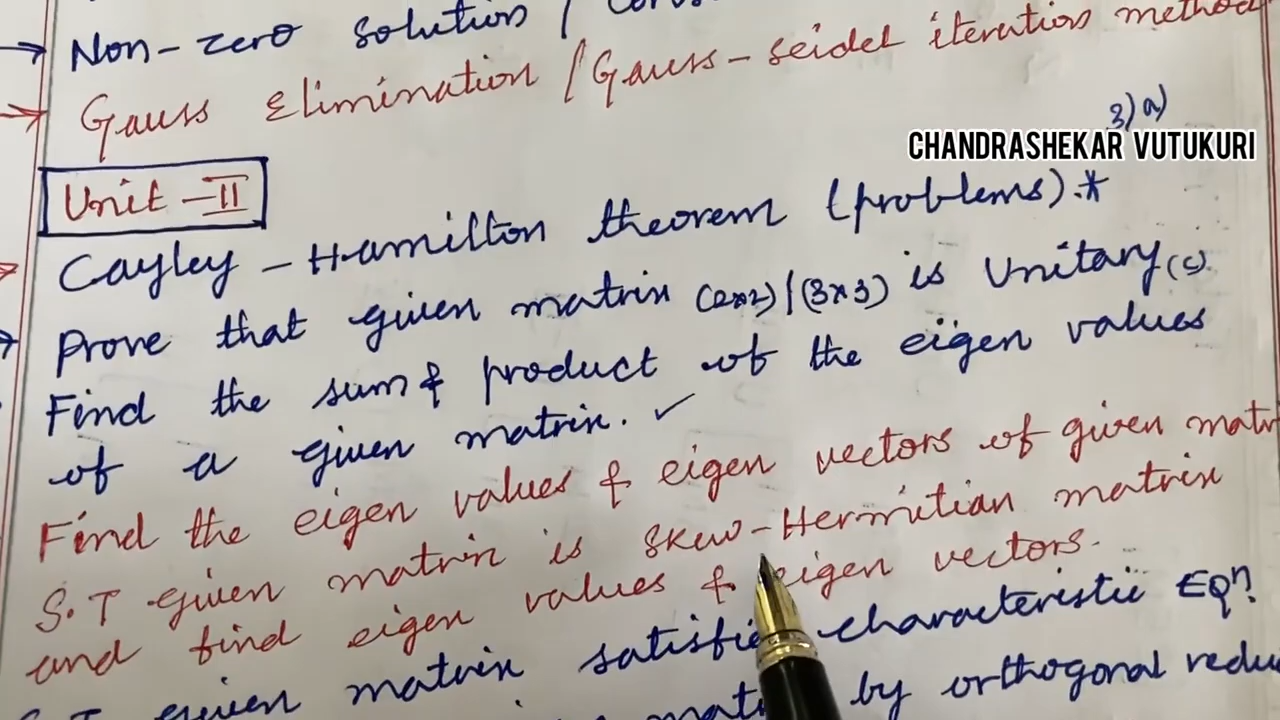 → Non-zero solution /
→ Gauss Elimination / Gauss-seidel iteration method
3) a)
CHANDRASHEKAR VUTUKURI
Unit-II
Cayley-Hamilton theorem (problems).*
Prove that given matrix (2x2)/(3x3) is Unitary
Find the sum & product of the eigen values
of a given matrix. ✓
Find the eigen values & eigen vectors of given matr
S.T given matrix is Skew-Hermitian matrix
and find eigen values & eigen vectors.
S.T given matrix satisfie characteristic Eqn?
by orthogonal redu